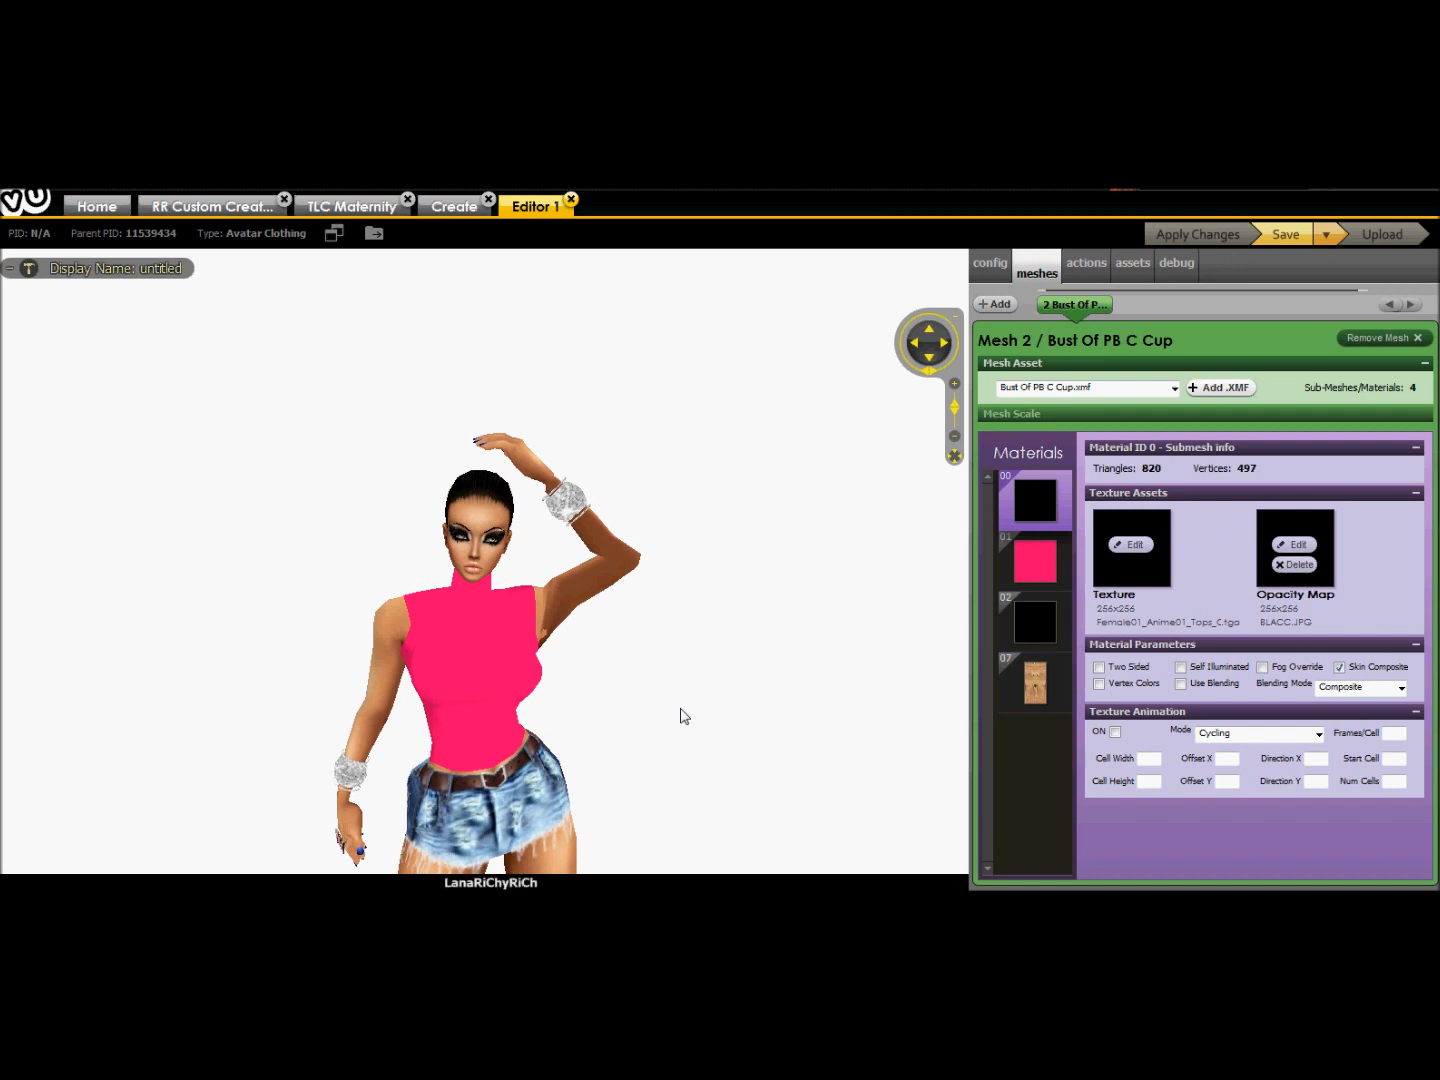 Home
RR Custom Creat...
TLC Maternity
Create
Editor 1
PID: N/A
Parent PID: 11539434
Type: Avatar Clothing
Apply Changes
Save
Upload
Display Name: untitled
config
meshes
actions
assets
debug
+ Add
2 Bust Of P...
Mesh 2 / Bust Of PB C Cup
Remove Mesh
Mesh Asset
Bust Of PB C Cup.xmf
+ Add .XMF
Sub-Meshes/Materials: 4
Mesh Scale
Materials
00
01
02
07
Material ID 0 - Submesh info
Triangles: 820
Vertices: 497
Texture Assets
Edit
Edit
Delete
Texture
256x256
Female01_Anime01_Tops_C.tga
Opacity Map
256x256
BLACC.JPG
Material Parameters
Two Sided
Self Illuminated
Fog Override
Skin Composite
Vertex Colors
Use Blending
Blending Mode
Composite
Texture Animation
ON
Mode
Cycling
Frames/Cell
Cell Width
Offset X
Direction X
Start Cell
Cell Height
Offset Y
Direction Y
Num Cells
LanaRiChyRiCh